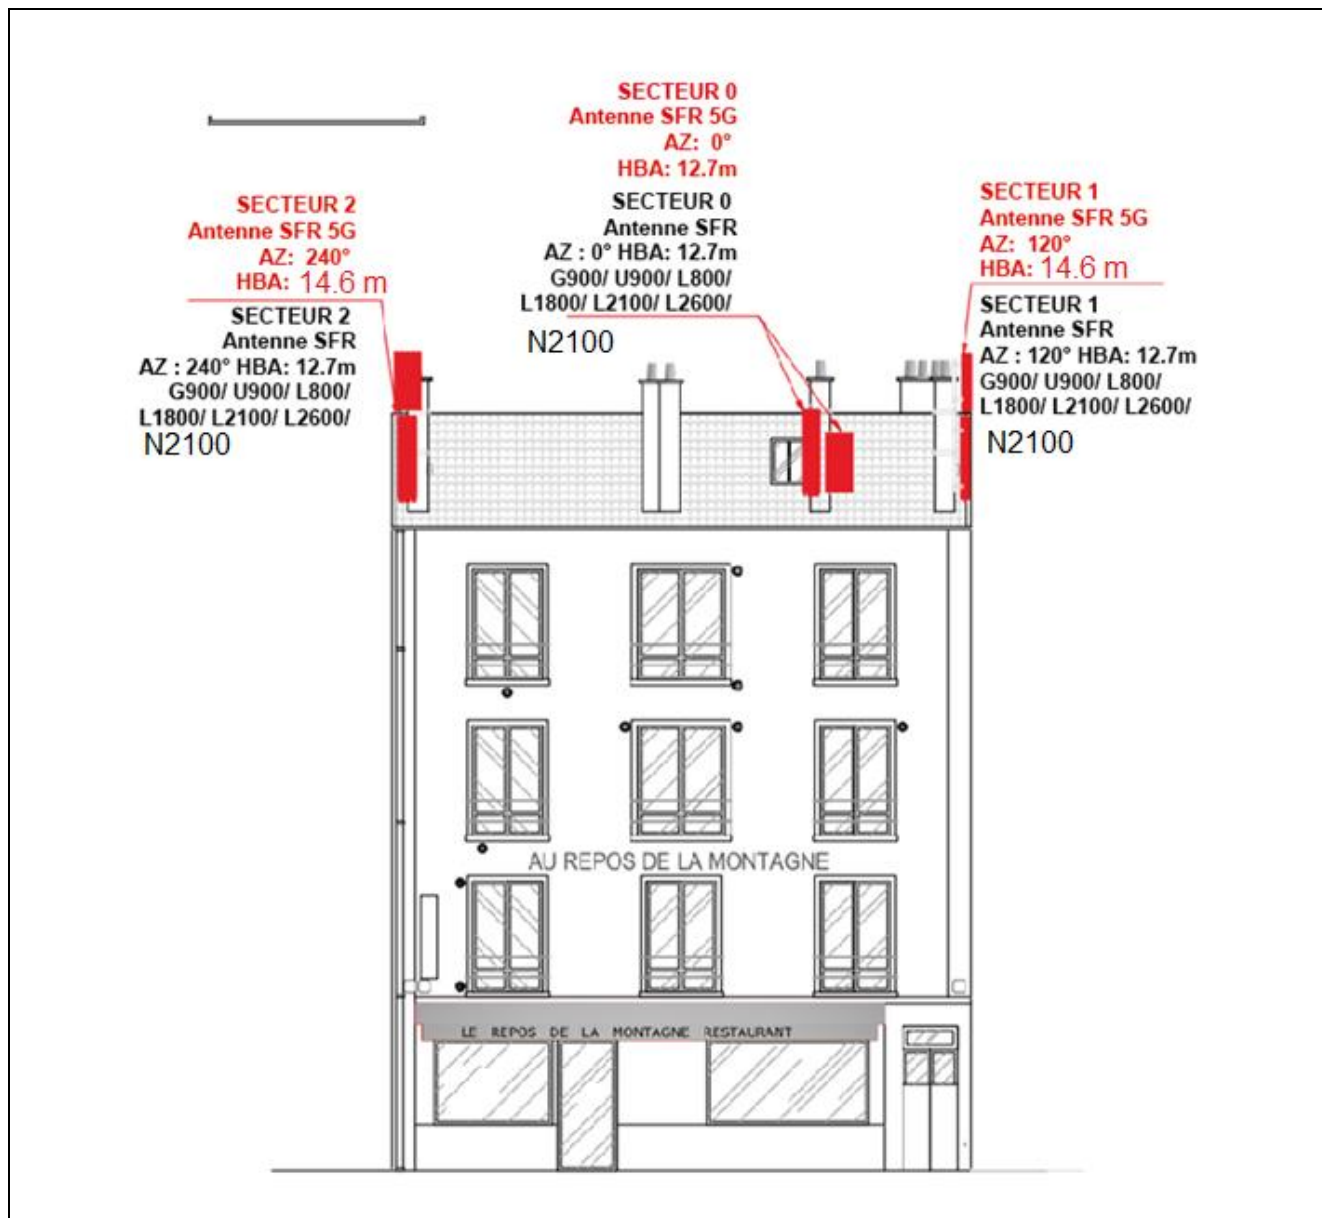 SECTEUR 0
Antenne SFR 5G
AZ: 0°
HBA: 12.7m
SECTEUR 0
Antenne SFR
AZ : 0° HBA: 12.7m
G900/ U900/ L800/
L1800/ L2100/ L2600/
N2100
SECTEUR 2
Antenne SFR 5G
AZ: 240°
HBA: 14.6 m
SECTEUR 2
Antenne SFR
AZ : 240° HBA: 12.7m
G900/ U900/ L800/
L1800/ L2100/ L2600/
N2100
SECTEUR 1
Antenne SFR 5G
AZ: 120°
HBA: 14.6 m
SECTEUR 1
Antenne SFR
AZ : 120° HBA: 12.7m
G900/ U900/ L800/
L1800/ L2100/ L2600/
N2100
AU REPOS DE LA MONTAGNE
LE REPOS DE LA MONTAGNE RESTAURANT